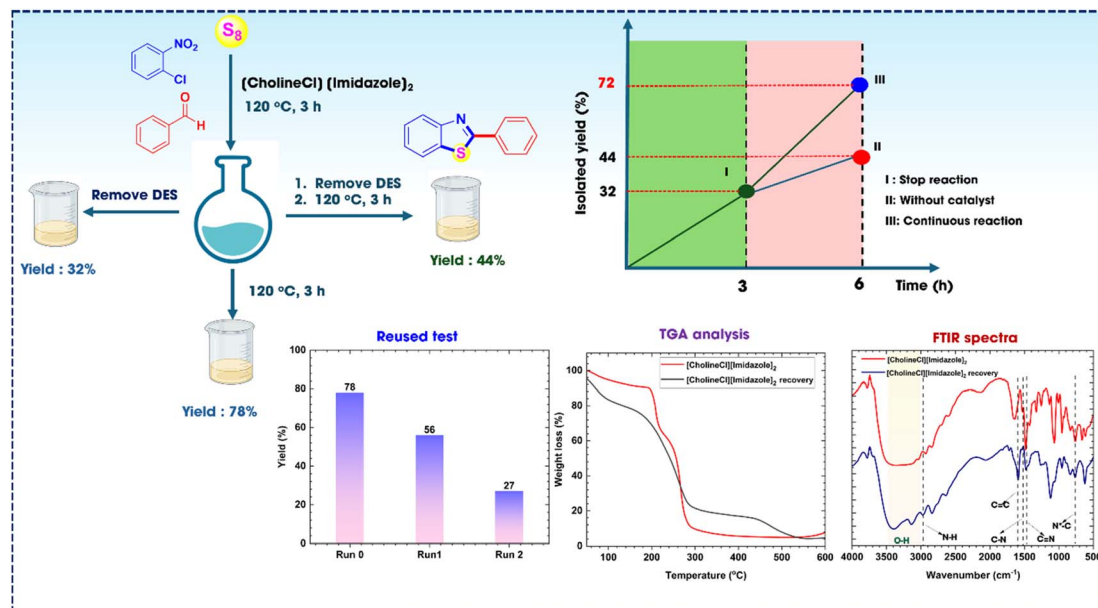 S8
NO2
Cl
O
H
(CholineCl) (Imidazole)2
120 °C, 3 h
N
S
Remove DES
1. Remove DES
2. 120 °C, 3 h
Yield : 32%
Yield : 44%
120 °C, 3 h
Yield : 78%
Isolated yield (%)
72
44
32
I
II
III
I : Stop reaction
II: Without catalyst
III: Continuous reaction
3
6
Time (h)
Reused test
Yield (%)
100
80
60
40
20
0
78
56
27
Run 0
Run1
Run 2
TGA analysis
[CholineCl][Imidazole]2
[CholineCl][Imidazole]2 recovery
Weight loss (%)
100
80
60
40
20
0
100
200
300
400
500
600
Temperature (°C)
FTIR spectra
[CholineCl][Imidazole]2
[CholineCl][Imidazole]2 recovery
O-H
N-H
C=C
C-N
C=N
N+-C
4000
3500
3000
2500
2000
1500
1000
500
Wavenumber (cm-1)